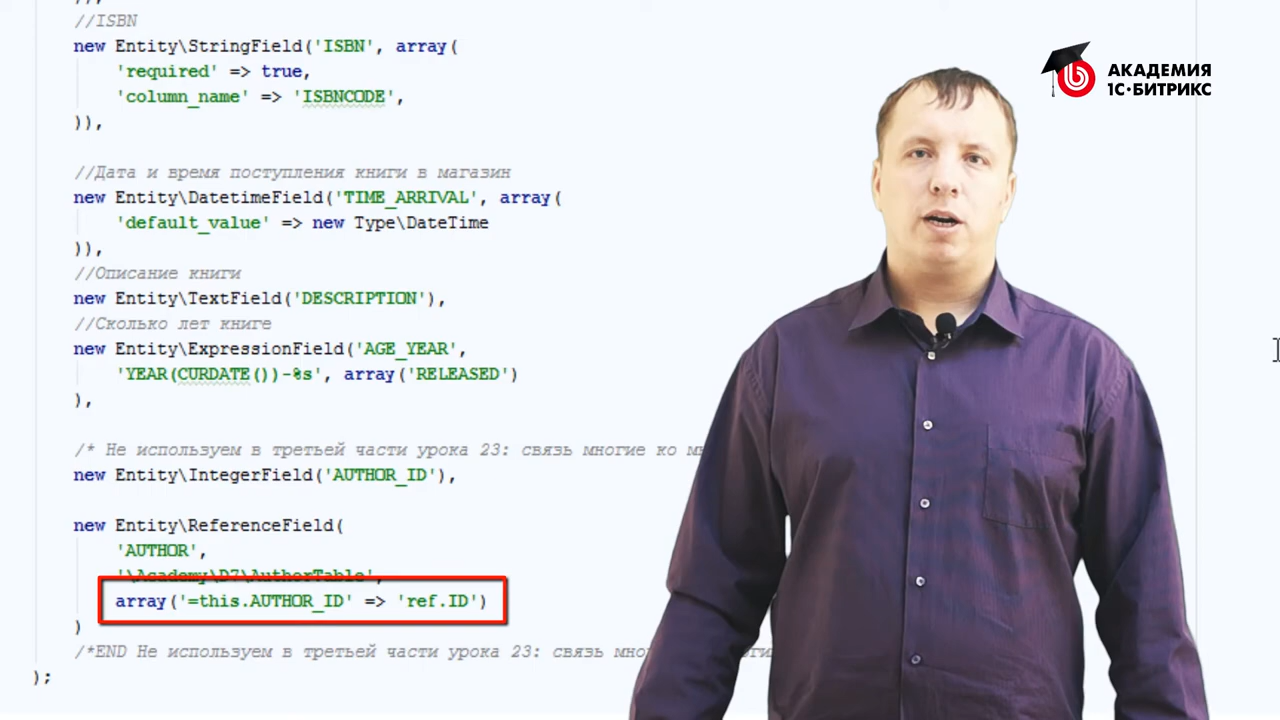 //ISBN
new Entity\StringField('ISBN', array(
'required' => true,
'column_name' => 'ISBNCODE',
)),
//Дата и время поступления книги в магазин
new Entity\DatetimeField('TIME_ARRIVAL', array(
'default_value' => new Type\DateTime
)),
//Описание книги
new Entity\TextField('DESCRIPTION'),
//Сколько лет книге
new Entity\ExpressionField('AGE_YEAR',
'YEAR(CURDATE())-%s', array('RELEASED')
),
/* Не используем в третьей части урока 23: связь многие ко
new Entity\IntegerField('AUTHOR_ID'),
new Entity\ReferenceField(
'AUTHOR',
'\Academy\D7\AuthorTable',
array('=this.AUTHOR_ID' => 'ref.ID')
)
/*END Не используем в третьей части урока 23: связь
);
АКАДЕМИЯ
1С·БИТРИКС